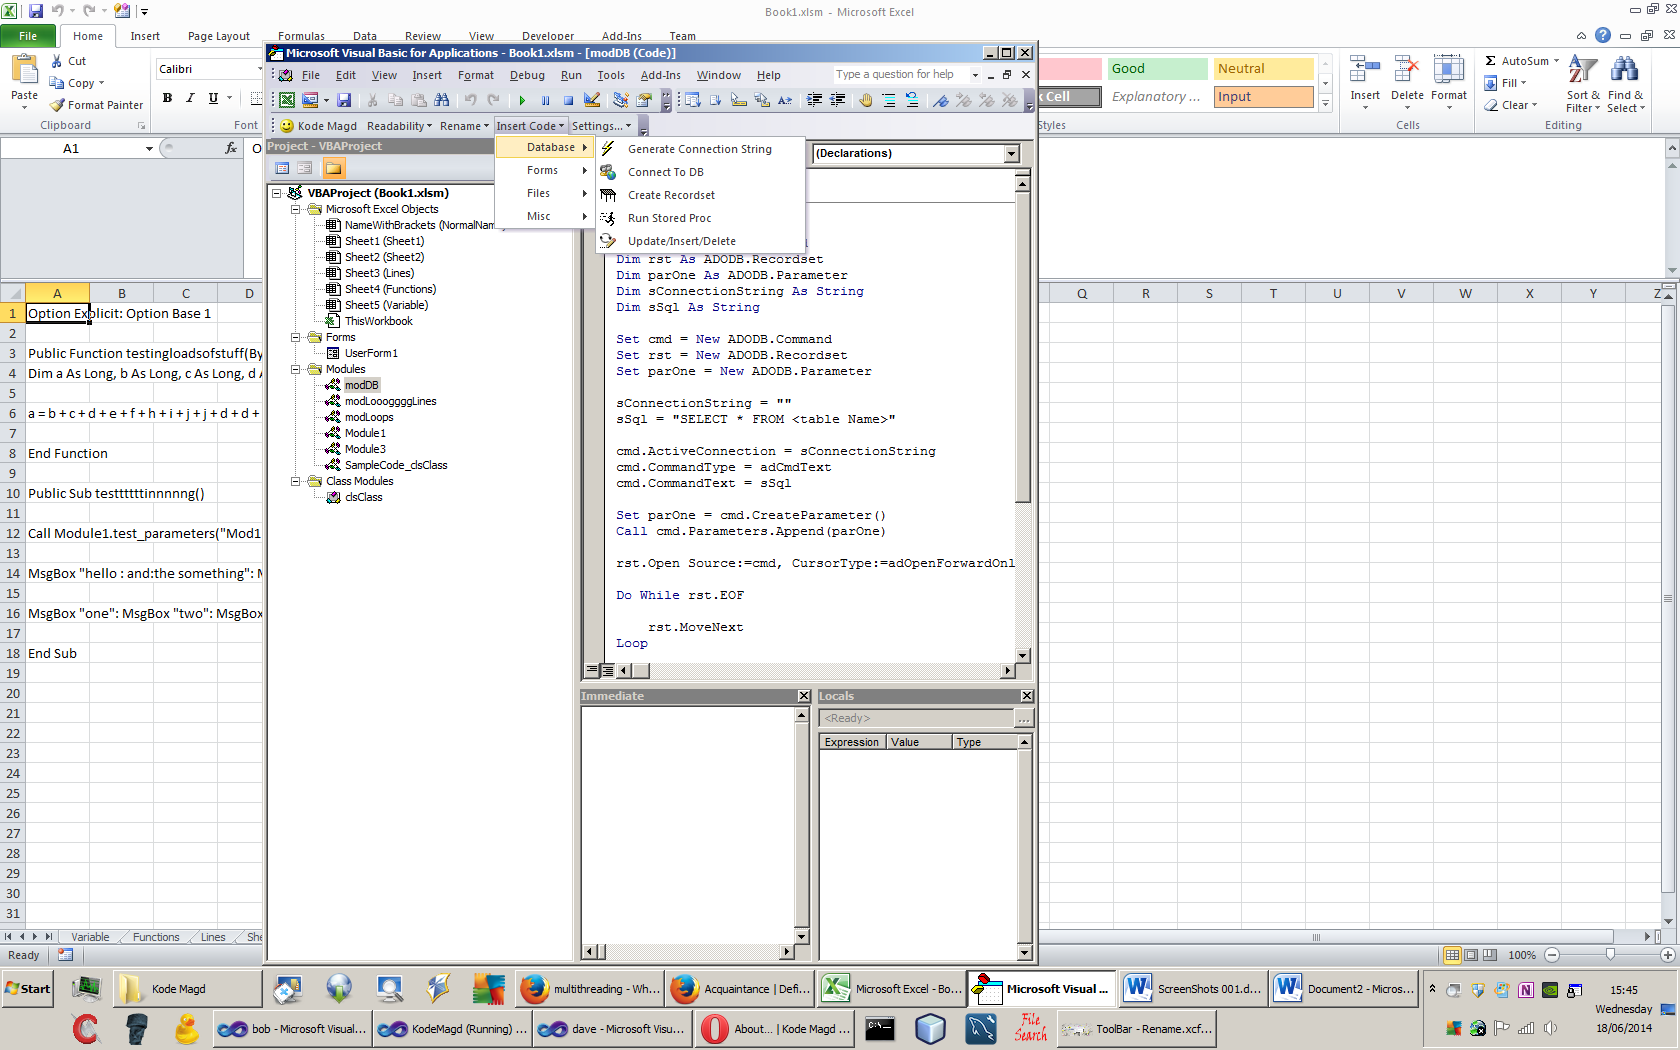 Book1.xlsm - Microsoft Excel
File Home Insert Page Layout Formulas Data Review View Developer Add-Ins Team
Paste
Cut
Copy
Format Painter
Clipboard
Calibri
B I U
Font
Good Neutral
k Cell Explanatory ... Input
Styles
Insert Delete Format
Cells
AutoSum
Fill
Clear
Sort & Filter
Find & Select
Editing
A1
fx
O
Microsoft Visual Basic for Applications - Book1.xlsm - [modDB (Code)]
File Edit View Insert Format Debug Run Tools Add-Ins Window Help
Type a question for help
Kode Magd Readability Rename Insert Code Settings...
Database
Forms
Files
Misc
Generate Connection String
Connect To DB
Create Recordset
Run Stored Proc
Update/Insert/Delete
Project - VBAProject
VBAProject (Book1.xlsm)
Microsoft Excel Objects
NameWithBrackets (NormalNam
Sheet1 (Sheet1)
Sheet2 (Sheet2)
Sheet3 (Lines)
Sheet4 (Functions)
Sheet5 (Variable)
ThisWorkbook
Forms
UserForm1
Modules
modDB
modLooogggqLines
modLoops
Module1
Module3
SampleCode_clsClass
Class Modules
clsClass
(Declarations)
Dim rst As ADODB.Recordset
Dim parOne As ADODB.Parameter
Dim sConnectionString As String
Dim sSql As String
Set cmd = New ADODB.Command
Set rst = New ADODB.Recordset
Set parOne = New ADODB.Parameter
sConnectionString = ""
sSql = "SELECT * FROM <table Name>"
cmd.ActiveConnection = sConnectionString
cmd.CommandType = adCmdText
cmd.CommandText = sSql
Set parOne = cmd.CreateParameter()
Call cmd.Parameters.Append(parOne)
rst.Open Source:=cmd, CursorType:=adOpenForwardOnl
Do While rst.EOF
rst.MoveNext
Loop
Immediate
Locals
<Ready>
...
Expression Value Type
A B C D Q R S T U V W X Y Z
1 Option Explicit: Option Base 1
2
3 Public Function testingloadsofstuff(By
4 Dim a As Long, b As Long, c As Long, d A
5
6 a = b + c + d + e + f + h + i + j + j + d + d +
7
8 End Function
9
10 Public Sub testtttttinnnnng()
11
12 Call Module1.test_parameters("Mod1
13
14 MsgBox "hello : and:the something": M
15
16 MsgBox "one": MsgBox "two": MsgBox
17
18 End Sub
19
20
21
22
23
24
25
26
27
28
29
30
31
Variable Functions Lines She
Ready
100%
Start
Kode Magd
multithreading - Wh...
Acquaintance | Defi...
Microsoft Excel - Bo...
Microsoft Visual ...
ScreenShots 001.d...
Document2 - Micros...
15:45
Wednesday
18/06/2014
bob - Microsoft Visual...
KodeMagd (Running) ...
dave - Microsoft Visu...
About... | Kode Magd ...
File Search
ToolBar - Rename.xcf...